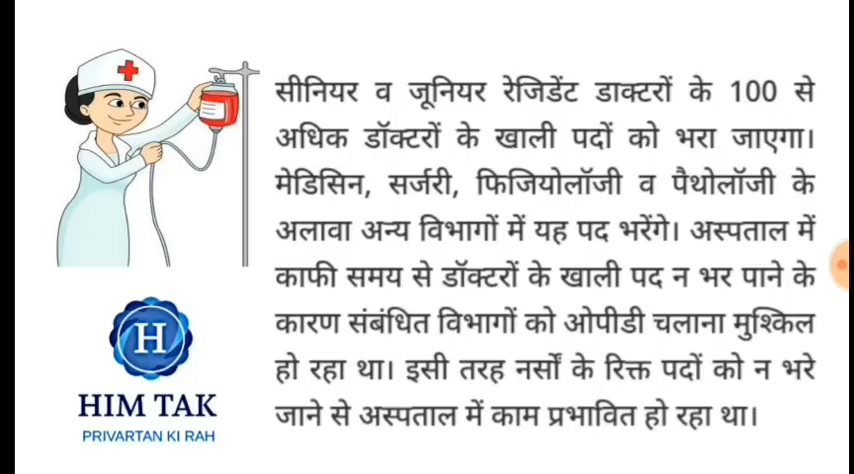 सीनियर व जूनियर रेजिडेंट डाक्टरों के 100 से
अधिक डॉक्टरों के खाली पदों को भरा जाएगा।
मेडिसिन, सर्जरी, फिजियोलॉजी व पैथोलॉजी के
अलावा अन्य विभागों में यह पद भरेंगे। अस्पताल में
काफी समय से डॉक्टरों के खाली पद न भर पाने के
कारण संबंधित विभागों को ओपीडी चलाना मुश्किल
हो रहा था। इसी तरह नर्सों के रिक्त पदों को न भरे
जाने से अस्पताल में काम प्रभावित हो रहा था।
H
HIM TAK
PRIVARTAN KI RAH